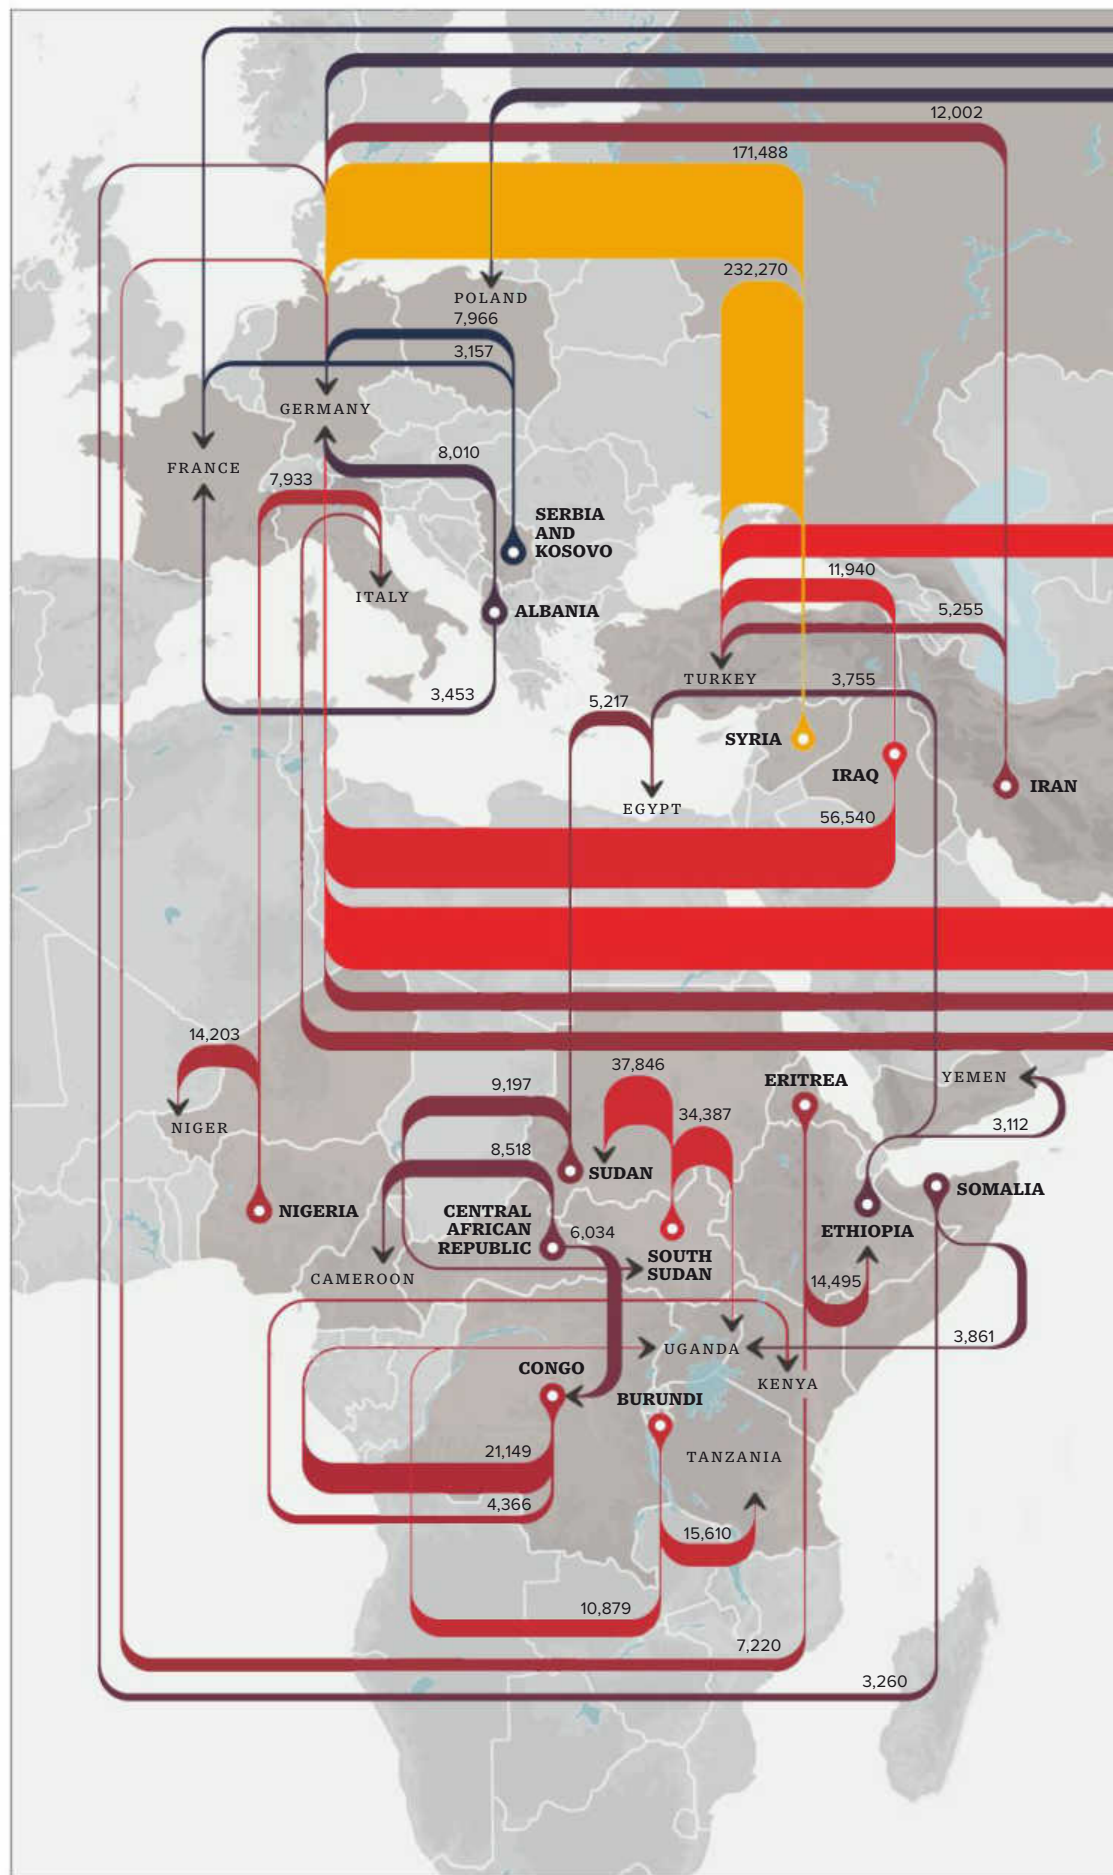 12,002
171,488
232,270
POLAND
7,966
3,157
GERMANY
8,010
FRANCE
7,933
SERBIA
AND
KOSOVO
11,940
ITALY
ALBANIA
5,255
TURKEY
3,755
3,453
5,217
SYRIA
IRAQ
IRAN
EGYPT
56,540
14,203
37,846
ERITREA
YEMEN
9,197
34,387
NIGER
3,112
8,518
SUDAN
SOMALIA
NIGERIA
CENTRAL
AFRICAN
REPUBLIC
6,034
ETHIOPIA
SOUTH
SUDAN
CAMEROON
14,495
3,861
UGANDA
CONGO
KENYA
BURUNDI
21,149
TANZANIA
4,366
15,610
10,879
7,220
3,260